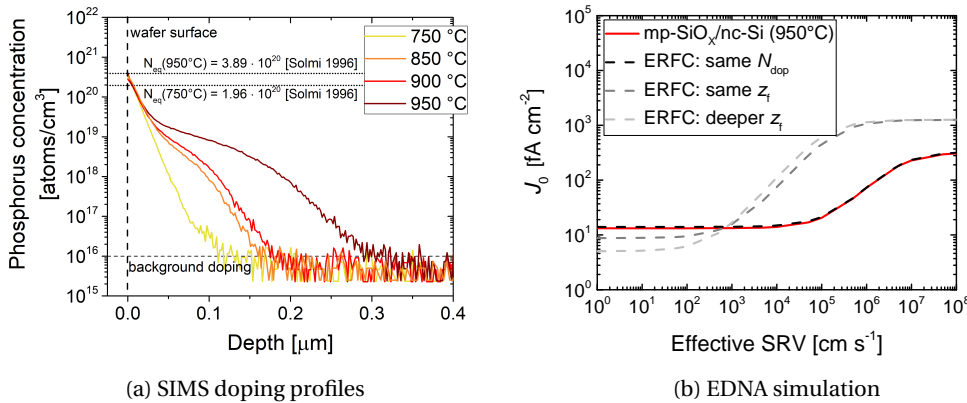 wafer surface
750 °C
850 °C
900 °C
950 °C
N_eq(950°C) = 3.89 · 10^20 [Solmi 1996]
N_eq(750°C) = 1.96 · 10^20 [Solmi 1996]
background doping
Phosphorus concentration
[atoms/cm^3]
10^22
10^21
10^20
10^19
10^18
10^17
10^16
10^15
0.0 0.1 0.2 0.3 0.4
Depth [µm]
(a) SIMS doping profiles
mp-SiO_X/nc-Si (950°C)
ERFC: same N_dop
ERFC: same z_f
ERFC: deeper z_f
J_0 [fA cm^-2]
10^5
10^4
10^3
10^2
10^1
10^0
10^0 10^1 10^2 10^3 10^4 10^5 10^6 10^7 10^8
Effective SRV [cm s^-1]
(b) EDNA simulation